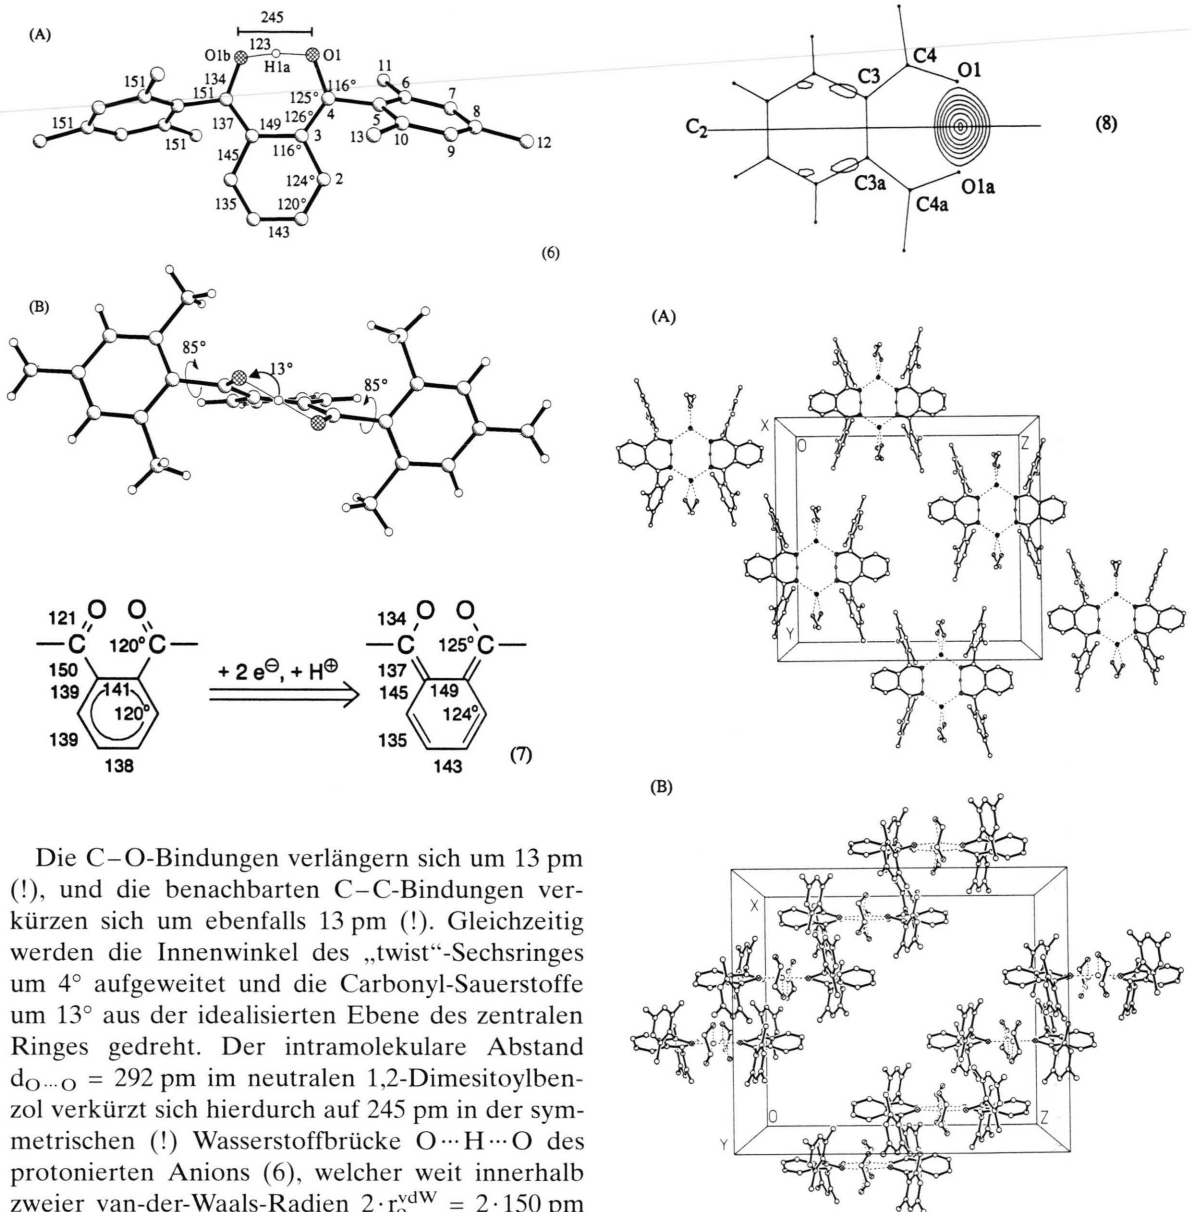 (A)
245
O1b 123 O1
H1a
134
151
151
151
151
137
149
145
135
143
116°
125°
126°
116°
124°
120°
4
3
2
11
6
7
5
8
13
10
9
12
(6)
(B)
85°
13°
85°
121 O O
C 120° C
150
139 141
120°
139
138
+ 2 e⊖, + H⊕
134 O O
C 125° C
137
145 149
124°
135
143
(7)
Die C–O-Bindungen verlängern sich um 13 pm
(!), und die benachbarten C–C-Bindungen ver-
kürzen sich um ebenfalls 13 pm (!). Gleichzeitig
werden die Innenwinkel des „twist“-Sechsringes
um 4° aufgeweitet und die Carbonyl-Sauerstoffe
um 13° aus der idealisierten Ebene des zentralen
Ringes gedreht. Der intramolekulare Abstand
dO···O = 292 pm im neutralen 1,2-Dimesitoylben-
zol verkürzt sich hierdurch auf 245 pm in der sym-
metrischen (!) Wasserstoffbrücke O···H···O des
protonierten Anions (6), welcher weit innerhalb
zweier van-der-Waals-Radien 2·rₒᵛᵈᵂ = 2·150 pm
C4
C3
O1
C2
(8)
C3a
O1a
C4a
(A)
X
O
Z
Y
(B)
X
O
Y
Z